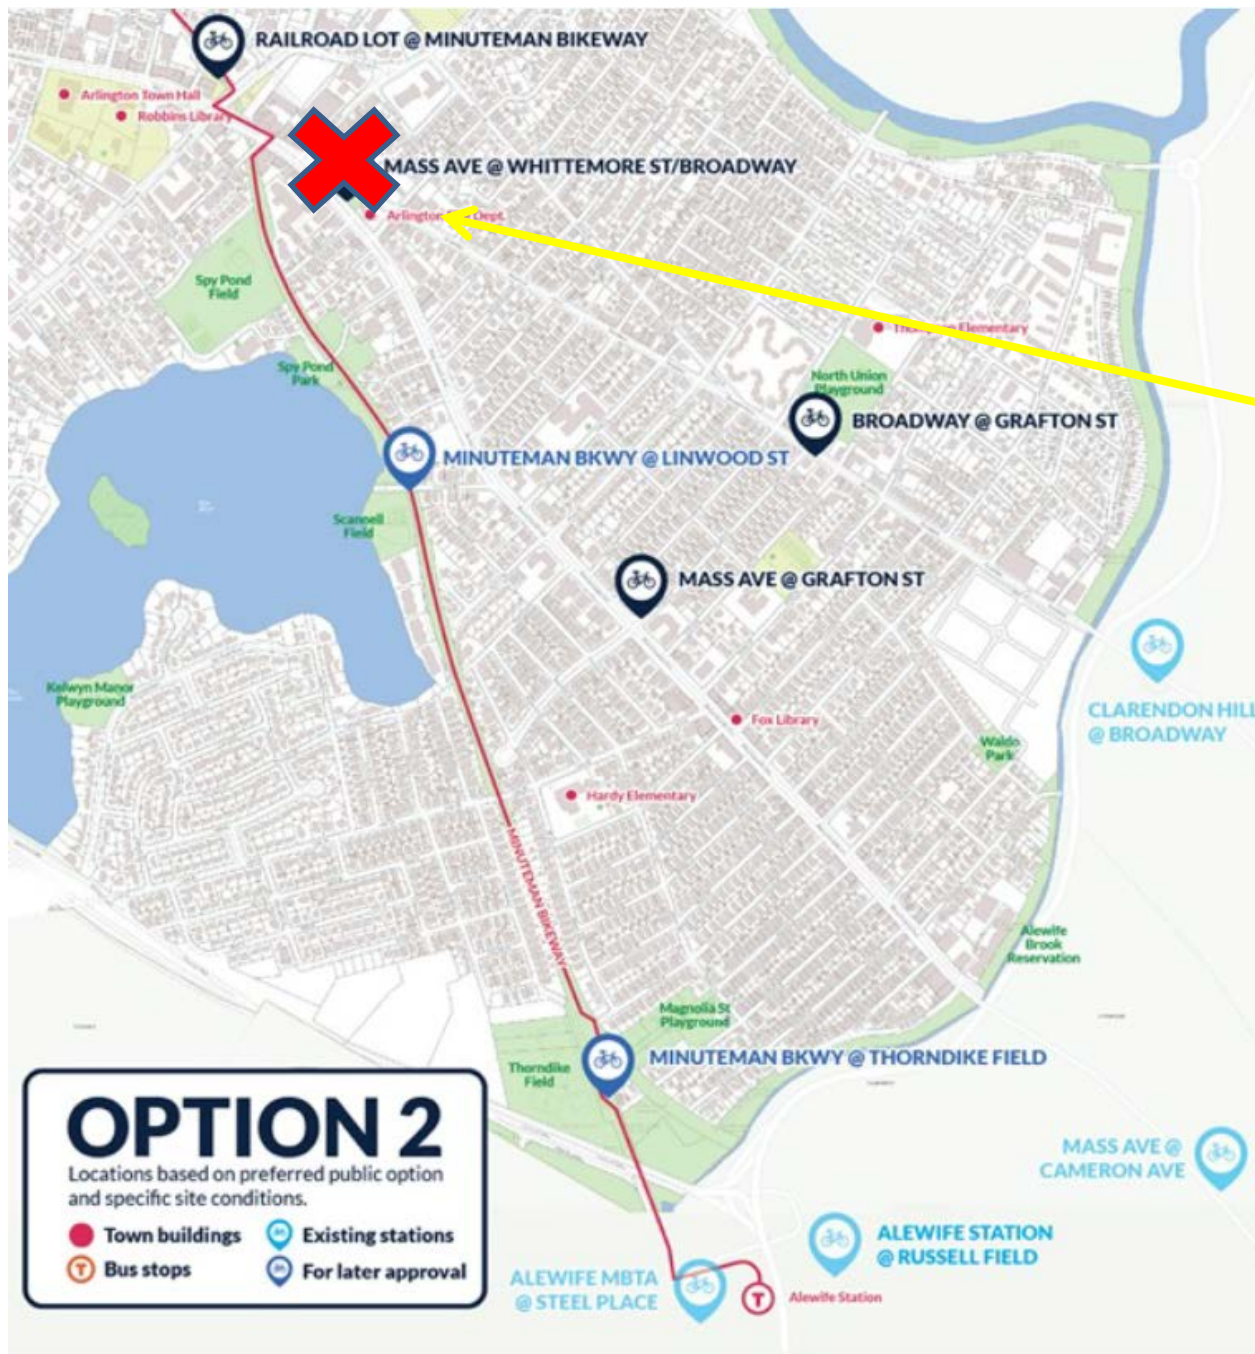 RAILROAD LOT @ MINUTEMAN BIKEWAY
Arlington Town Hall
Robbins Library
MASS AVE @ WHITTEMORE ST/BROADWAY
Arlington Dept.
Spy Pond
Field
Thompson Elementary
Spy Pond
Park
North Union
Playground
BROADWAY @ GRAFTON ST
MINUTEMAN BKWY @ LINWOOD ST
Scannell
Field
MASS AVE @ GRAFTON ST
Kelwyn Manor
Playground
CLARENDON HILL
@ BROADWAY
Fox Library
Waldo
Park
Hardy Elementary
MINUTEMAN BIKEWAY
Alewife
Brook
Reservation
Magnolia St
Playground
MINUTEMAN BKWY @ THORNDIKE FIELD
Thorndike
Field
OPTION 2
Locations based on preferred public option
and specific site conditions.
Town buildings
Existing stations
T
Bus stops
For later approval
MASS AVE @
CAMERON AVE
ALEWIFE STATION
@ RUSSELL FIELD
ALEWIFE MBTA
@ STEEL PLACE
T
Alewife Station